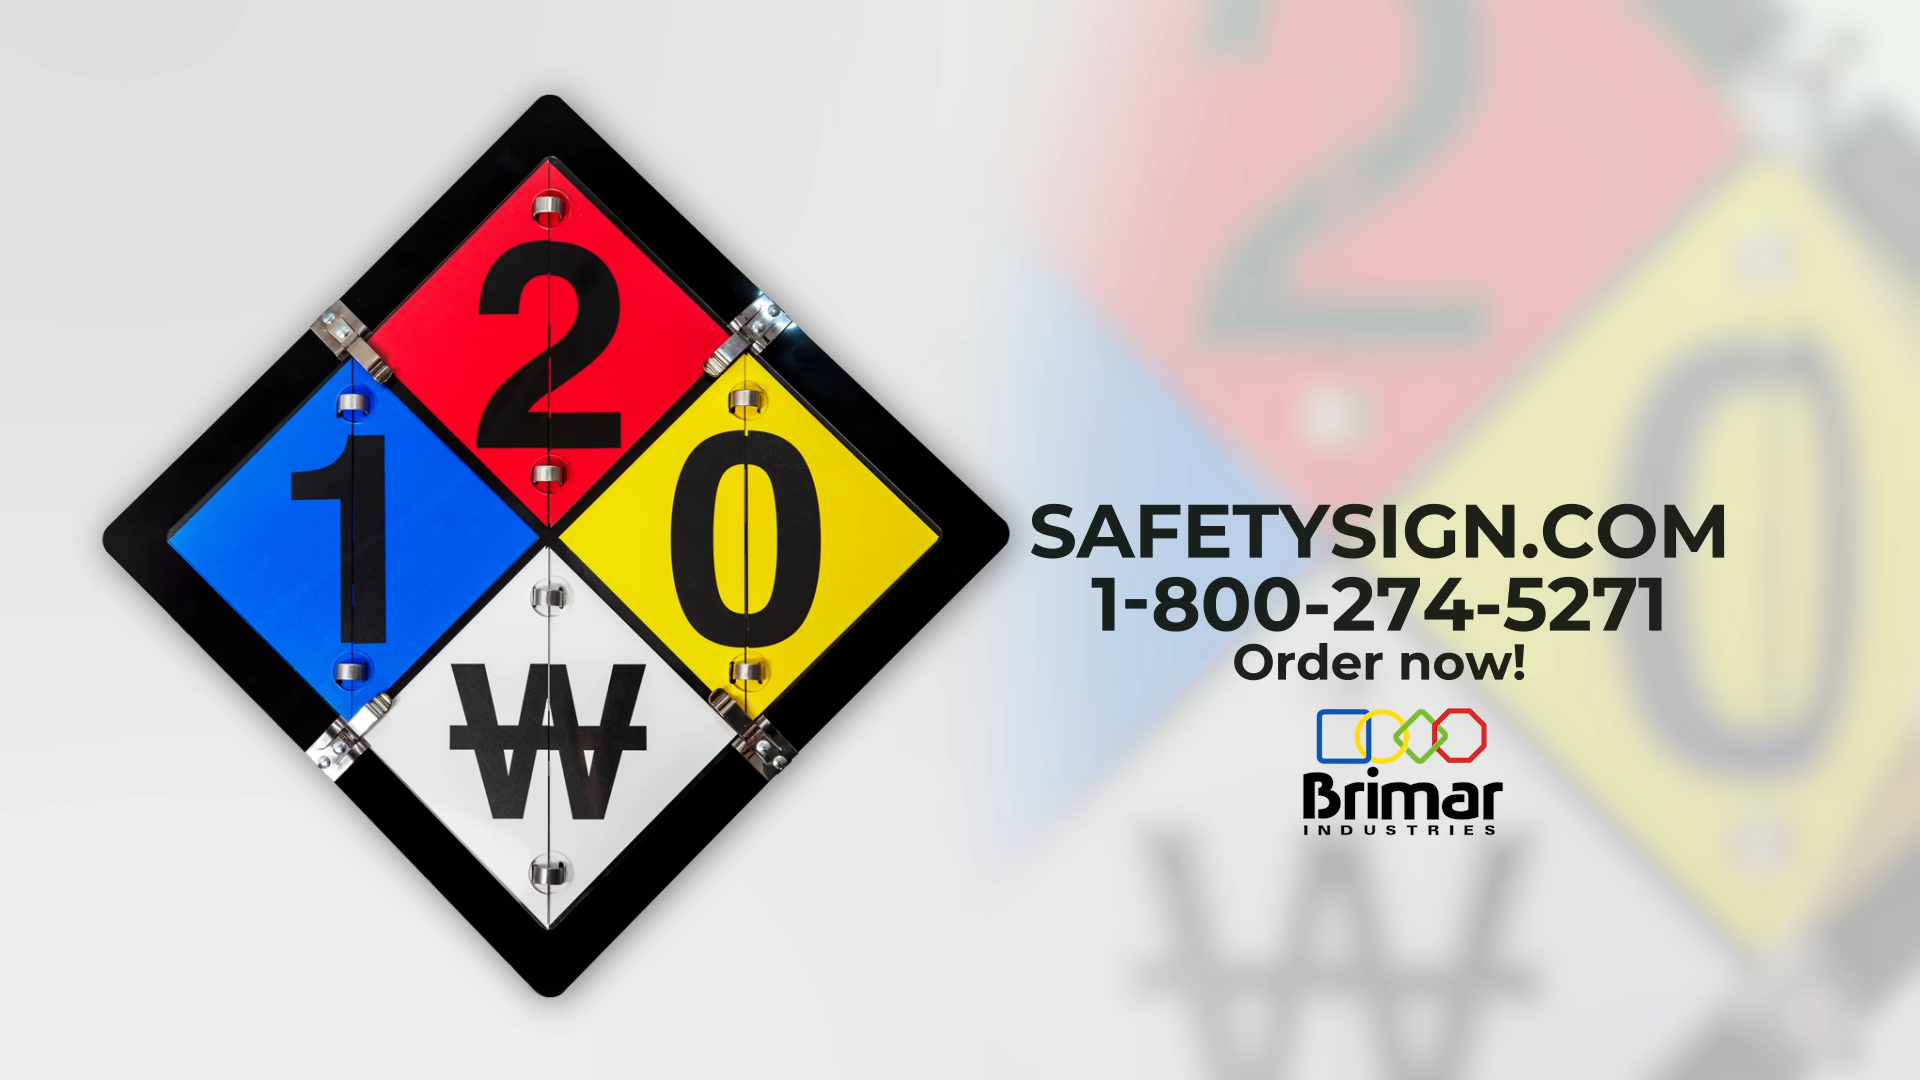 2
1
0
W
SAFETYSIGN.COM
1-800-274-5271
Order now!
Brimar
INDUSTRIES